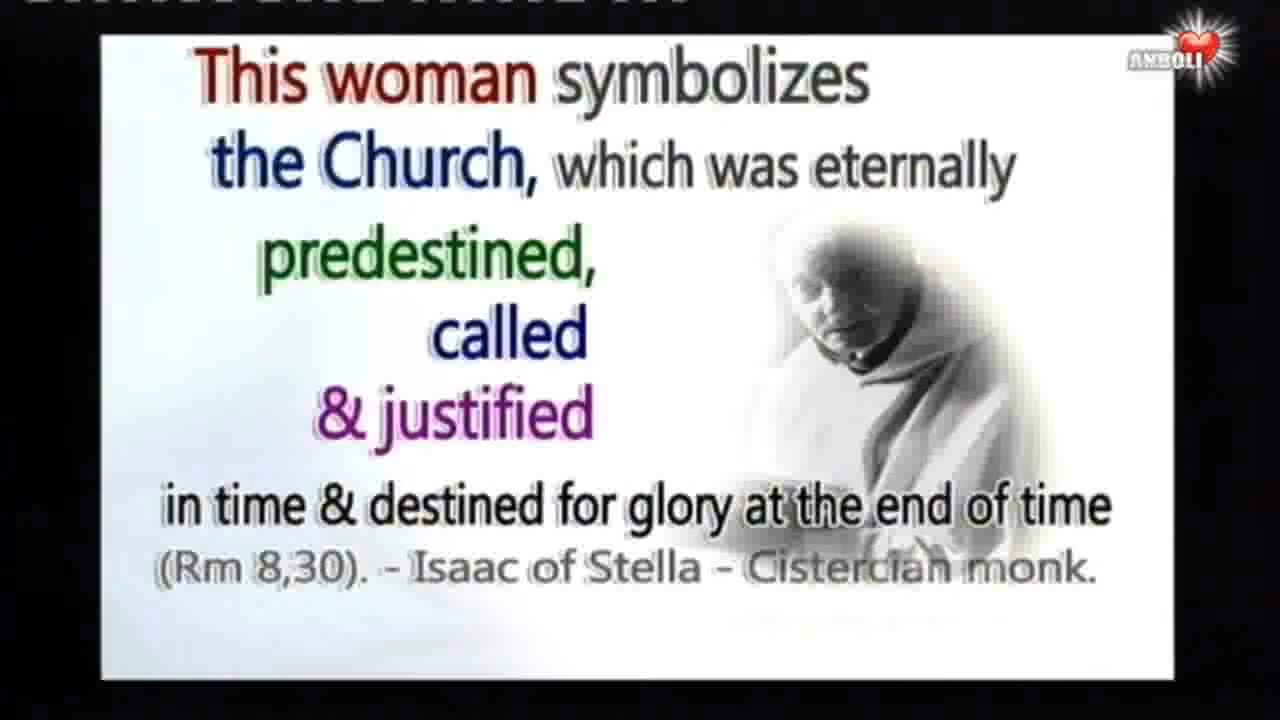 ANBOLI
This woman symbolizes
the Church, which was eternally
predestined,
called
& justified
in time & destined for glory at the end of time
(Rm 8,30). - Isaac of Stella - Cistercian monk.